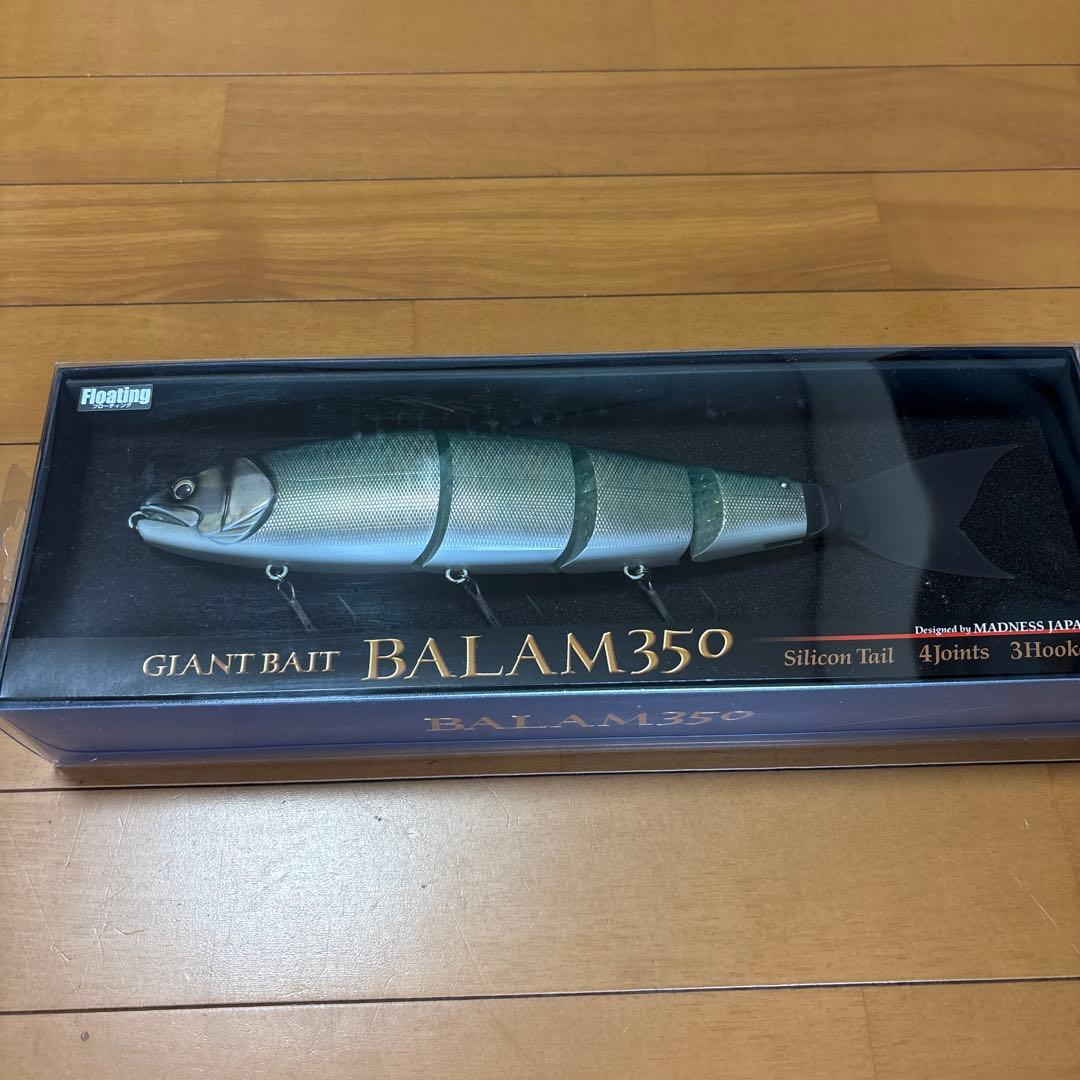 Floating
フローティング
Designed by MADNESS JAPA
GIANT BAIT BALAM350
Silicon Tail 4Joints 3Hook
BALAM350